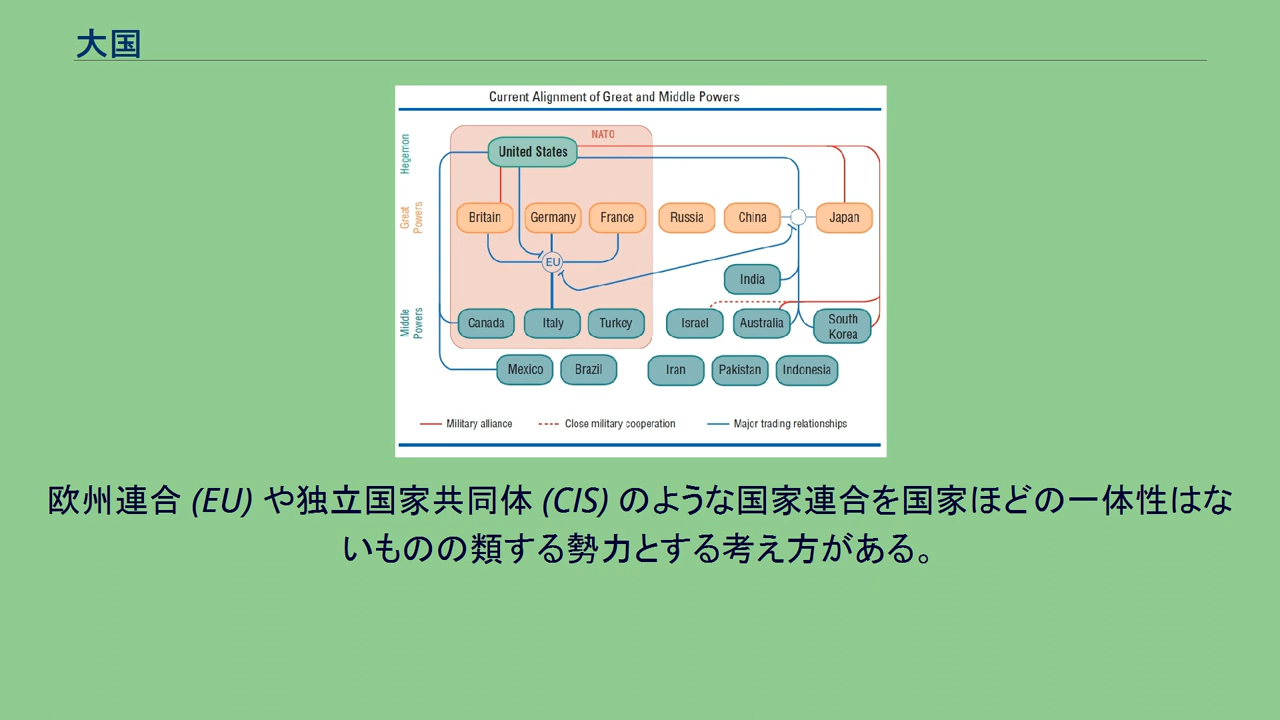 大国
Current Alignment of Great and Middle Powers
Hegemon
NATO
United States
Great
Powers
Britain
Germany
France
Russia
China
Japan
EU
India
Middle
Powers
Canada
Italy
Turkey
Israel
Australia
South
Korea
Mexico
Brazil
Iran
Pakistan
Indonesia
Military alliance
Close military cooperation
Major trading relationships
欧州連合 (EU) や独立国家共同体 (CIS) のような国家連合を国家ほどの一体性はな
いものの類する勢力とする考え方がある。